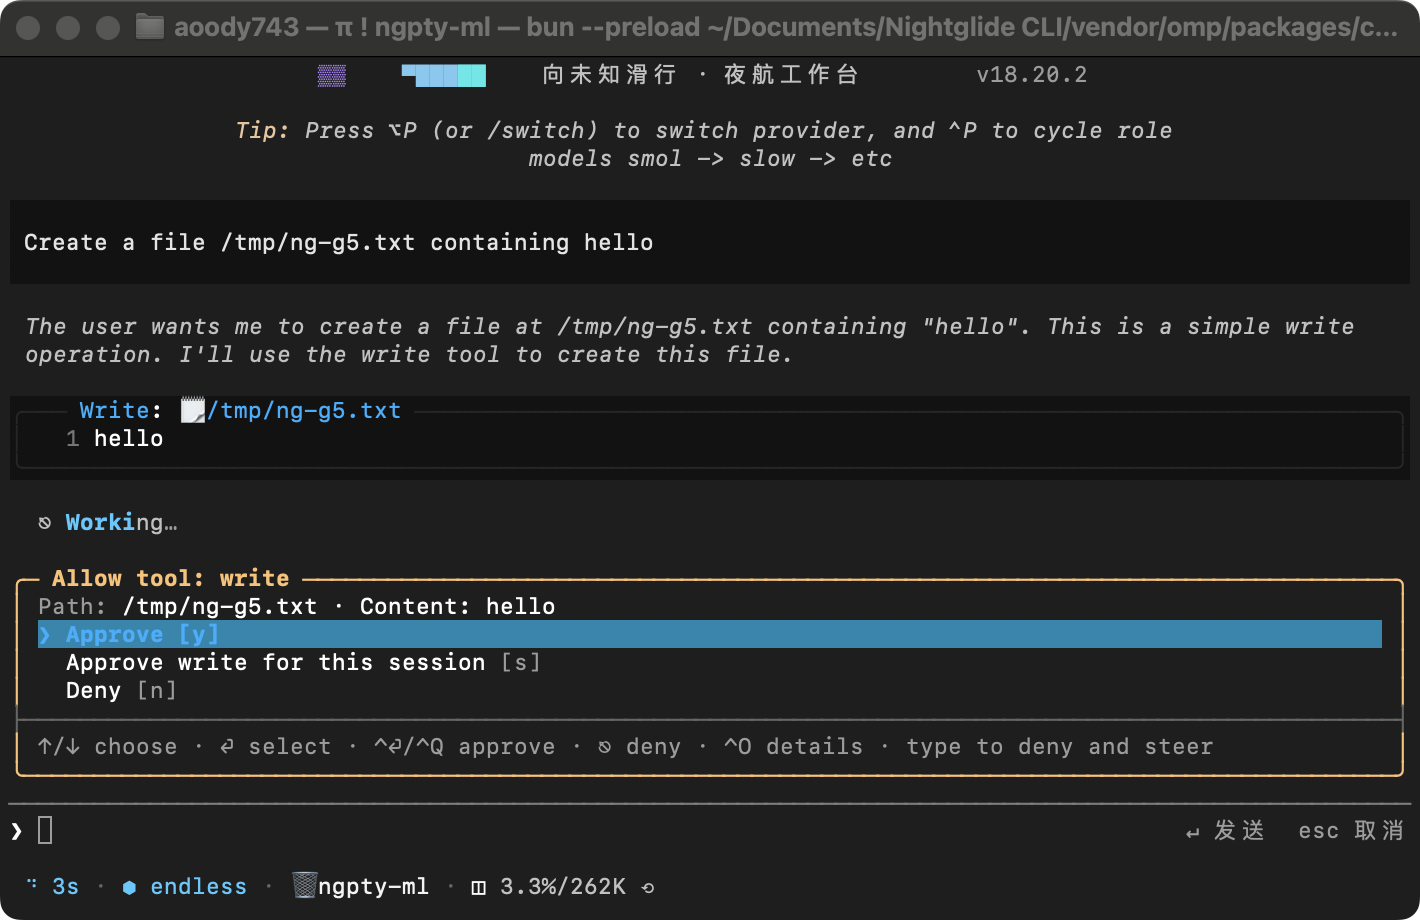 aoody743 — π ! ngpty-ml — bun --preload ~/Documents/Nightglide CLI/vendor/omp/packages/c...
向未知滑行 · 夜航工作台 v18.20.2
Tip: Press ⌥P (or /switch) to switch provider, and ^P to cycle role
models smol —> slow —> etc
Create a file /tmp/ng-g5.txt containing hello
The user wants me to create a file at /tmp/ng-g5.txt containing "hello". This is a simple write
operation. I'll use the write tool to create this file.
Write: /tmp/ng-g5.txt
1 hello
⎋ Working…
Allow tool: write
Path: /tmp/ng-g5.txt · Content: hello
❯ Approve [y]
Approve write for this session [s]
Deny [n]
↑/↓ choose · ⏎ select · ^⏎/^Q approve · ⎋ deny · ^O details · type to deny and steer
❯ ↵ 发送 esc 取消
3s · ⬢ endless · ngpty-ml · ◫ 3.3%/262K ⟲